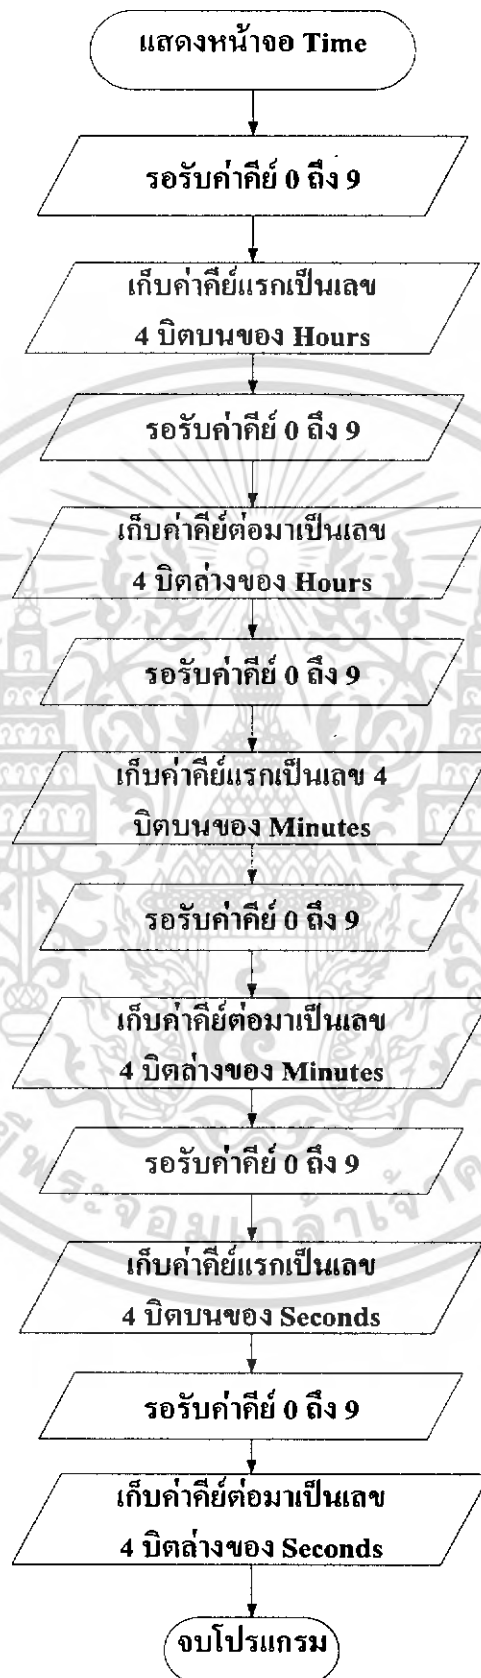 แสดงหน้าจอ Time
รอรับค่าคีย์ 0 ถึง 9
เก็บค่าคีย์แรกเป็นเลข
4 บิตบนของ Hours
รอรับค่าคีย์ 0 ถึง 9
เก็บค่าคีย์ต่อมาเป็นเลข
4 บิตล่างของ Hours
รอรับค่าคีย์ 0 ถึง 9
เก็บค่าคีย์แรกเป็นเลข 4
บิตบนของ Minutes
รอรับค่าคีย์ 0 ถึง 9
เก็บค่าคีย์ต่อมาเป็นเลข
4 บิตล่างของ Minutes
รอรับค่าคีย์ 0 ถึง 9
พระจอมเกล้าเจ้า
เก็บค่าคีย์แรกเป็นเลข
4 บิตบนของ Seconds
รอรับค่าคีย์ 0 ถึง 9
เก็บค่าคีย์ต่อมาเป็นเลข
4 บิตล่างของ Seconds
จบโปรแกรม